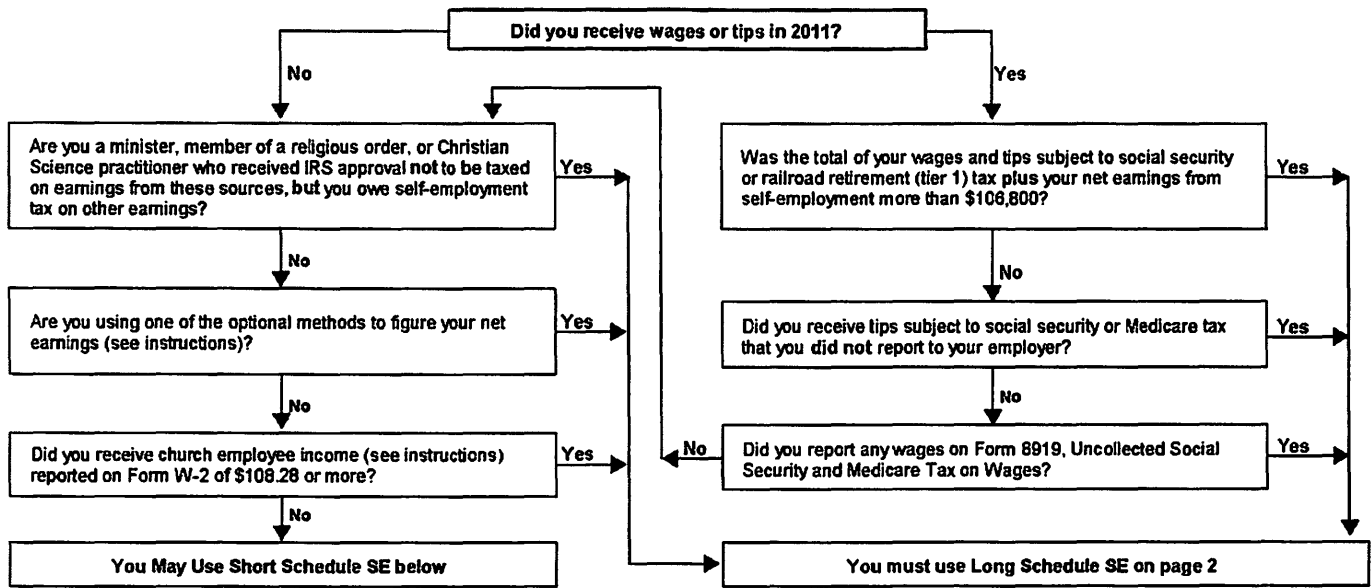 Did you receive wages or tips in 2011?
No
Yes
Are you a minister, member of a religious order, or Christian
Science practitioner who received IRS approval not to be taxed
on earnings from these sources, but you owe self-employment
tax on other earnings?
Yes
Was the total of your wages and tips subject to social security
or railroad retirement (tier 1) tax plus your net earnings from
self-employment more than $106,800?
Yes
No
No
Are you using one of the optional methods to figure your net
earnings (see instructions)?
Yes
Did you receive tips subject to social security or Medicare tax
that you did not report to your employer?
Yes
No
No
Did you receive church employee income (see instructions)
reported on Form W-2 of $108.28 or more?
Yes
No
Did you report any wages on Form 8919, Uncollected Social
Security and Medicare Tax on Wages?
Yes
No
You May Use Short Schedule SE below
You must use Long Schedule SE on page 2